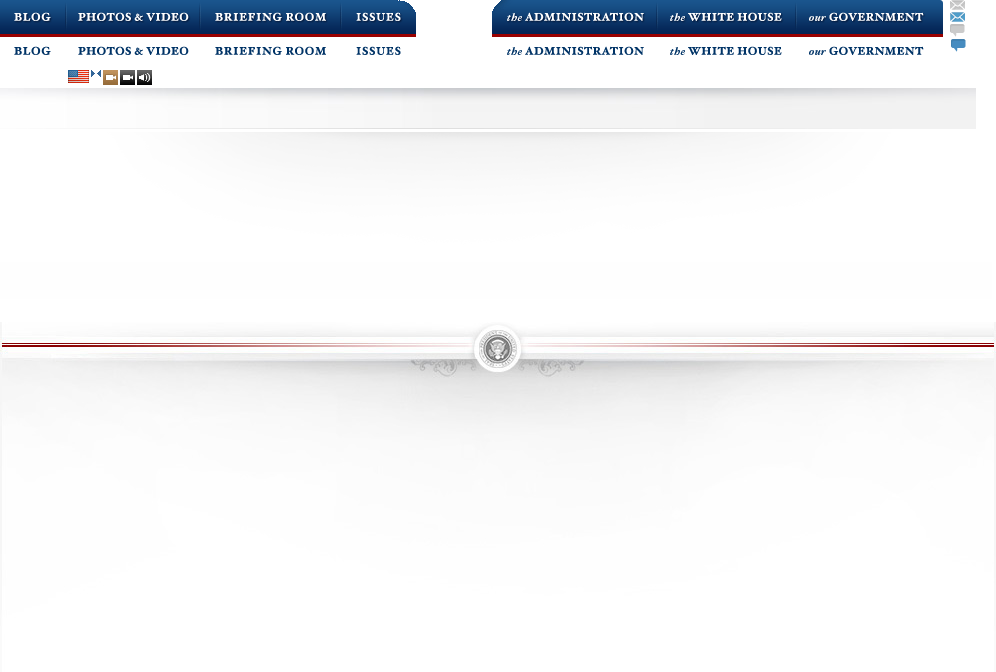 BLOG PHOTOS & VIDEO BRIEFING ROOM ISSUES the ADMINISTRATION the WHITE HOUSE our GOVERNMENT
BLOG PHOTOS & VIDEO BRIEFING ROOM ISSUES the ADMINISTRATION the WHITE HOUSE our GOVERNMENT